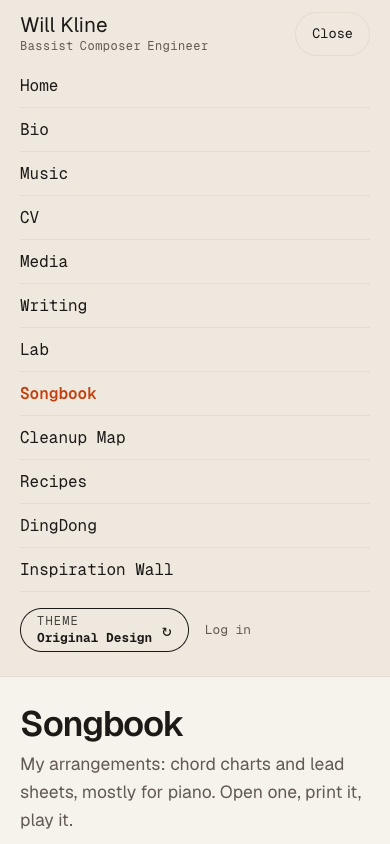 Will Kline
Bassist Composer Engineer
Close
Home
Bio
Music
CV
Media
Writing
Lab
Songbook
Cleanup Map
Recipes
DingDong
Inspiration Wall
THEME
Original Design ↻
Log in
Songbook
My arrangements: chord charts and lead
sheets, mostly for piano. Open one, print it,
play it.